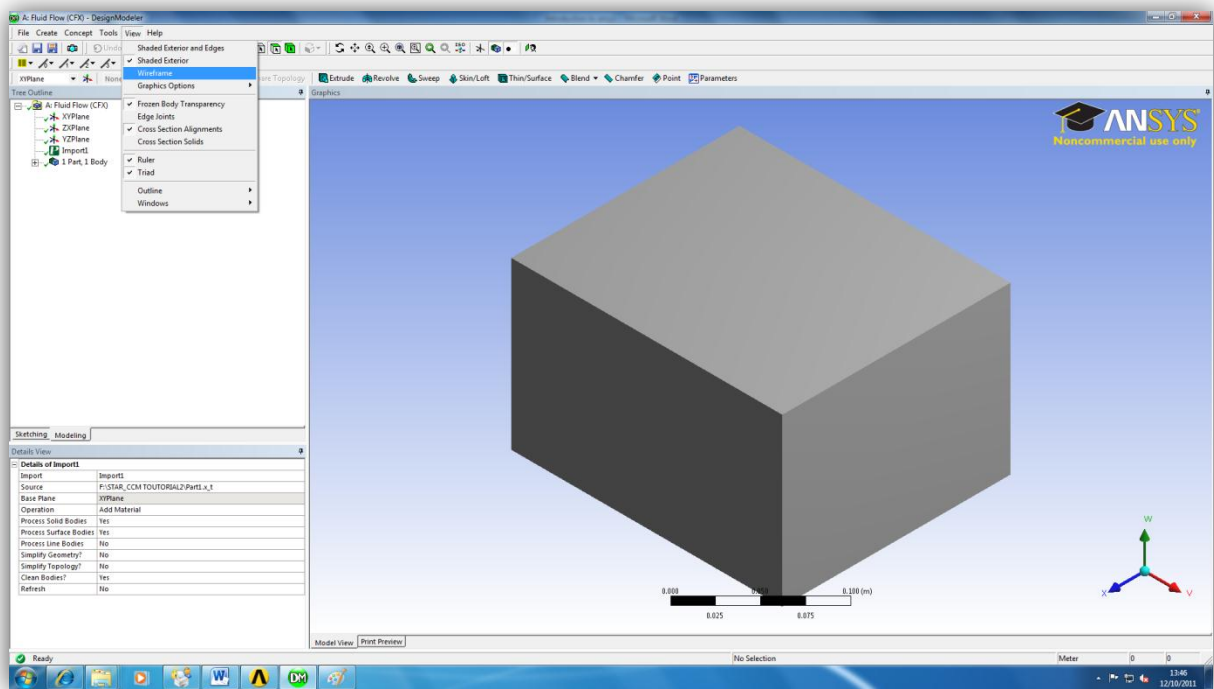 A: Fluid Flow (CFX) - DesignModeler
File Create Concept Tools View Help
Undo
Shaded Exterior and Edges
Shaded Exterior
Wireframe
Graphics Options
Frozen Body Transparency
Edge Joints
Cross Section Alignments
Cross Section Solids
Ruler
Triad
Outline
Windows
XYPlane None Topology Extrude Revolve Sweep Skin/Loft Thin/Surface Blend Chamfer Point Parameters
Tree Outline
A: Fluid Flow (CFX)
XYPlane
ZXPlane
YZPlane
Import1
1 Part, 1 Body
Sketching Modeling
Details View
Details of Import1
Import Import1
Source F:\STAR_CCM TOUTORIAL2\Part1.x_t
Base Plane XYPlane
Operation Add Material
Process Solid Bodies Yes
Process Surface Bodies Yes
Process Line Bodies No
Simplify Geometry? No
Simplify Topology? No
Clean Bodies? Yes
Refresh No
Graphics
ANSYS
Noncommercial use only
W
X
V
0.000 0.050 0.100 (m)
0.025 0.075
Model View Print Preview
Ready No Selection Meter 0 0
W DM
13:46
12/10/2011